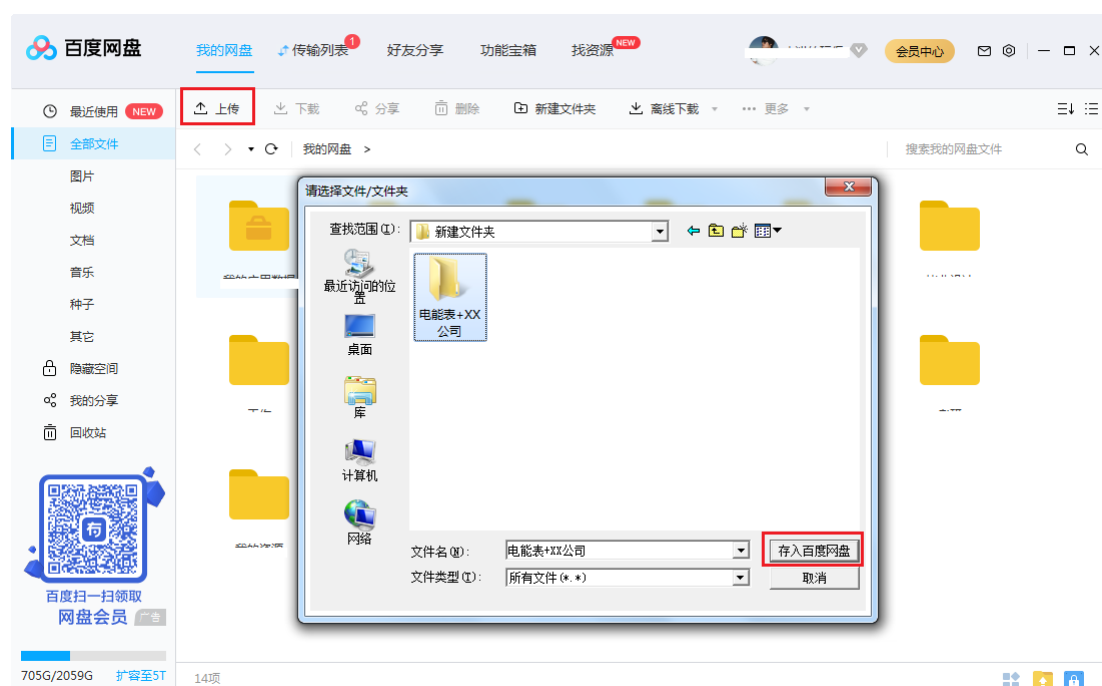 百度网盘
我的网盘
传输列表 1
好友分享
功能宝箱
找资源 NEW
会员中心
最近使用 NEW
上传
下载
分享
删除
新建文件夹
离线下载
更多
全部文件
我的网盘 >
搜索我的网盘文件
图片
视频
文档
音乐
种子
其它
隐藏空间
我的分享
回收站
请选择文件/文件夹
查找范围(I):
新建文件夹
最近访问的位
置
桌面
库
计算机
网络
电能表+XX
公司
文件名(N):
电能表+XX公司
存入百度网盘
文件类型(T):
所有文件(*.*)
取消
百度扫一扫领取
网盘会员 广告
705G/2059G
扩容至5T
14项